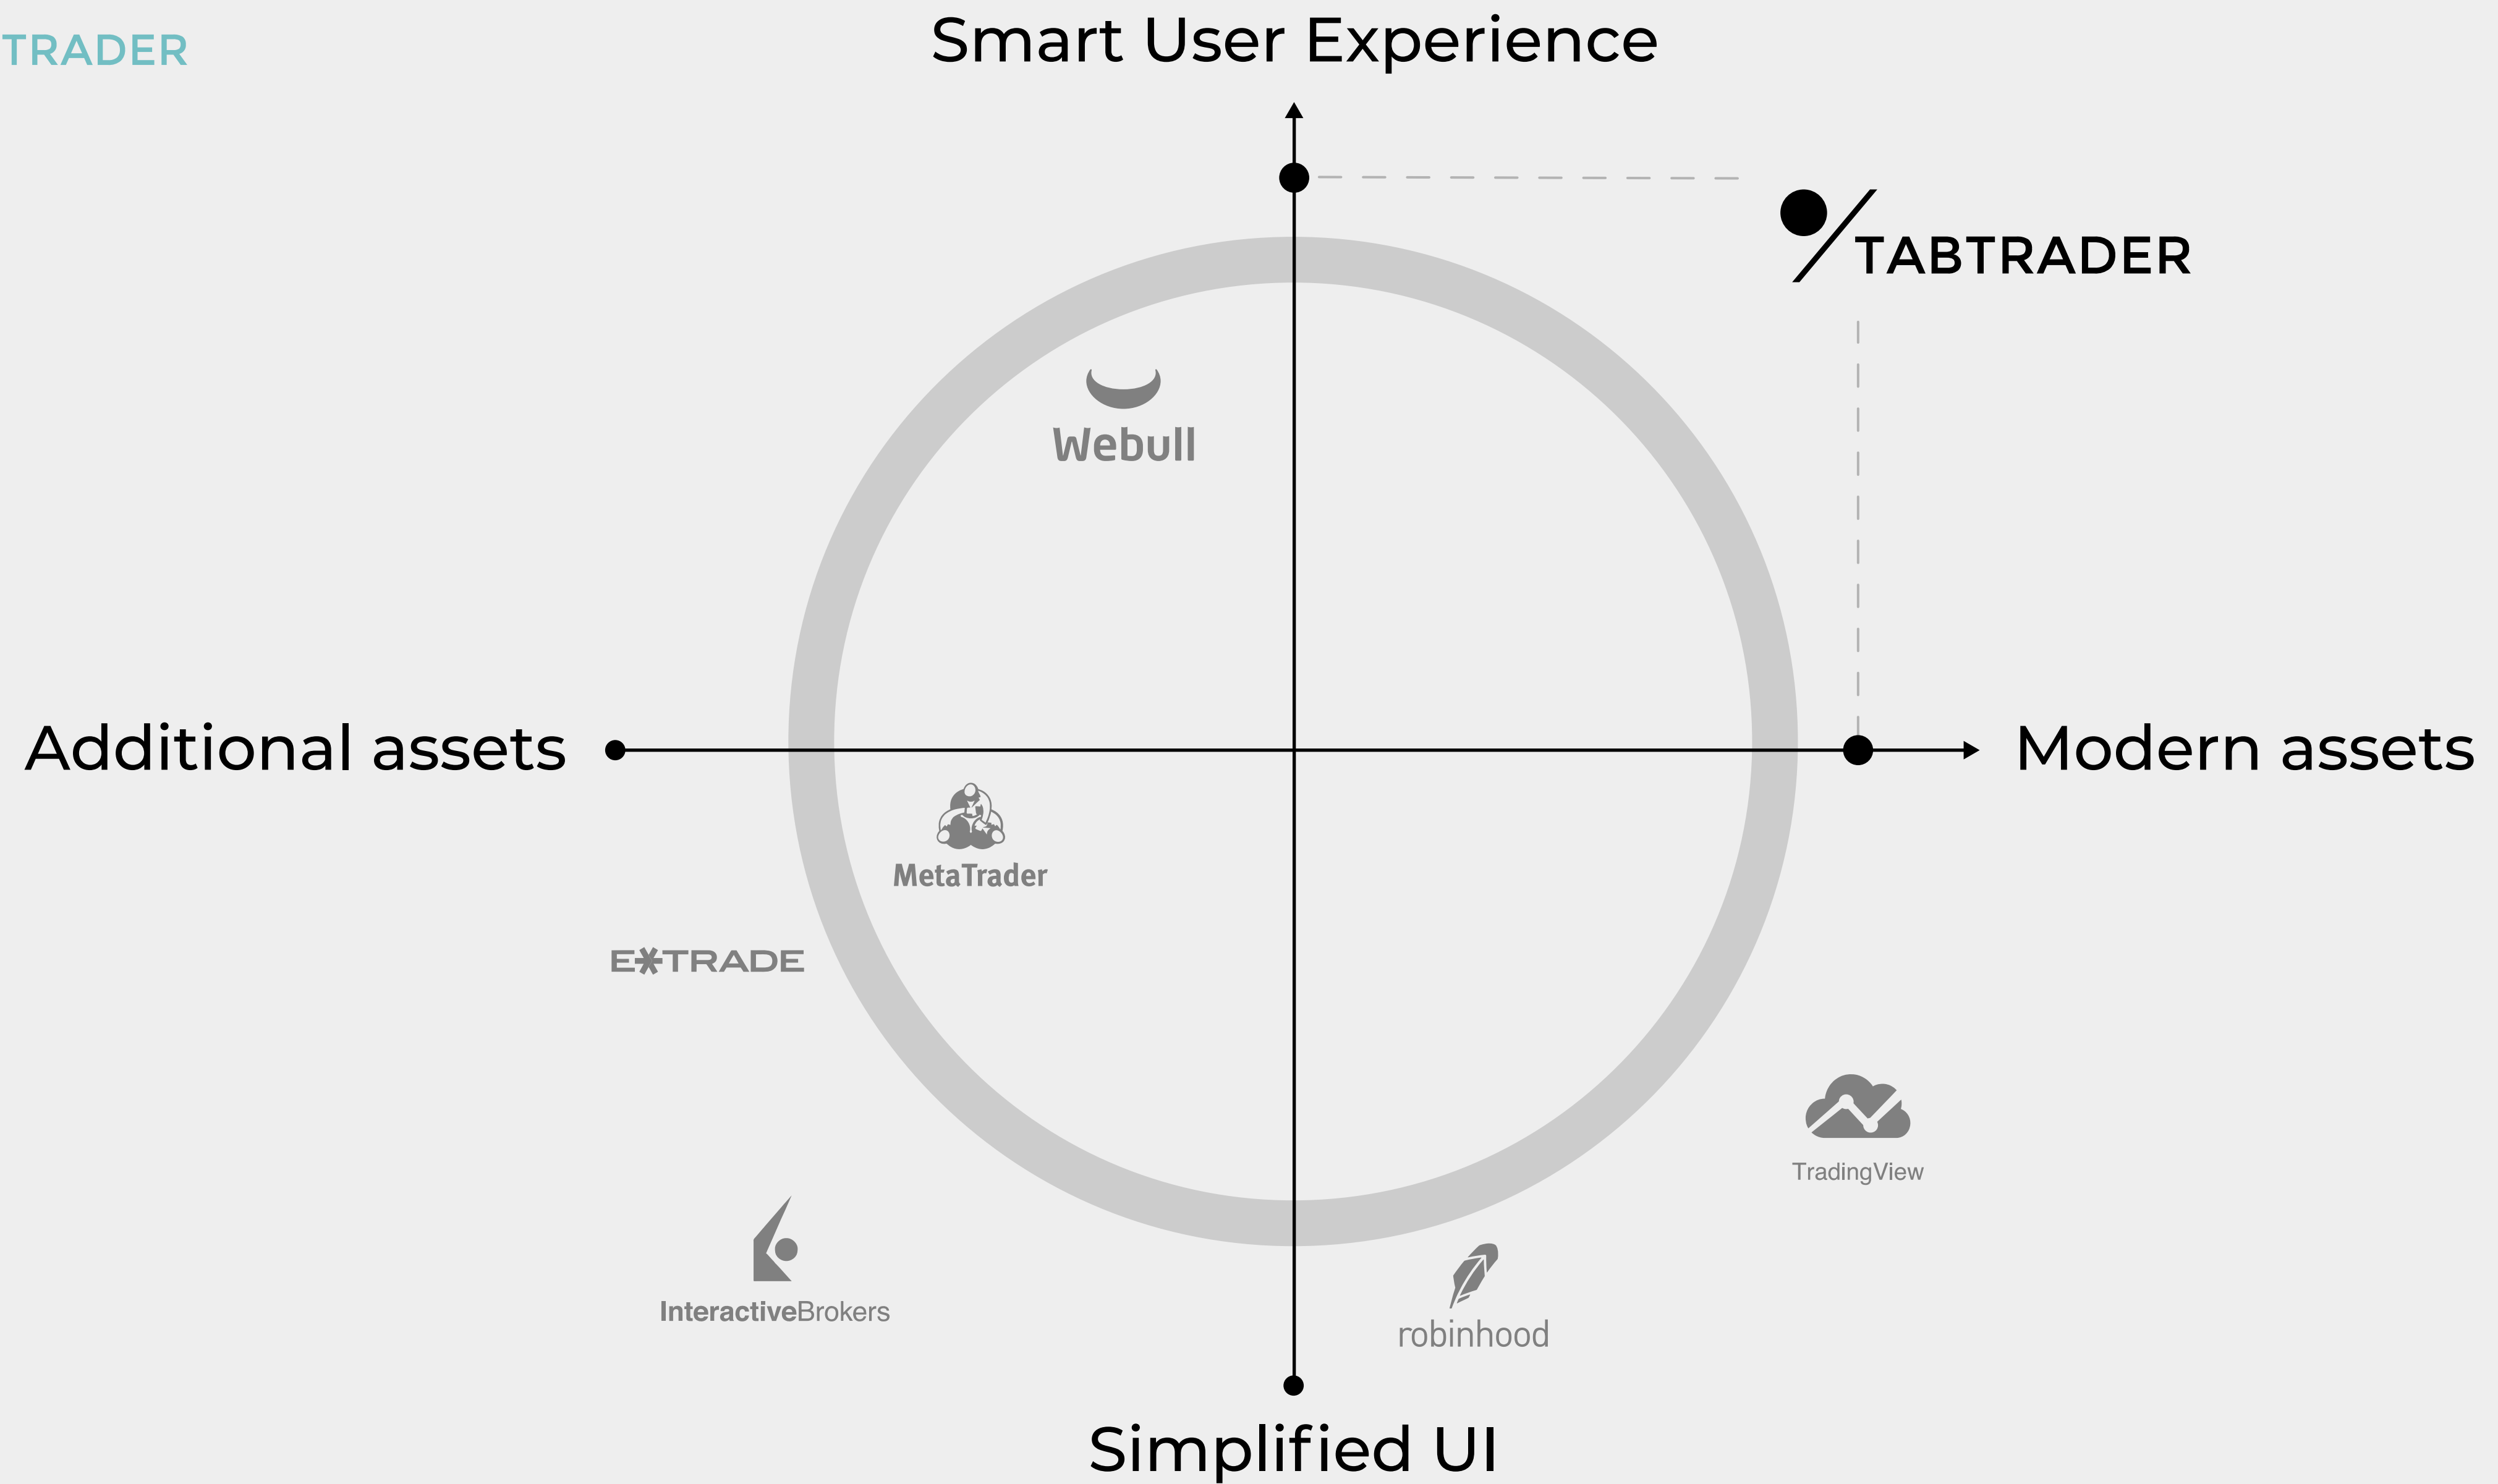 TRADER
Smart User Experience
TABTRADER
Webull
Additional assets
Modern assets
MetaTrader
E*TRADE
TradingView
InteractiveBrokers
robinhood
Simplified UI